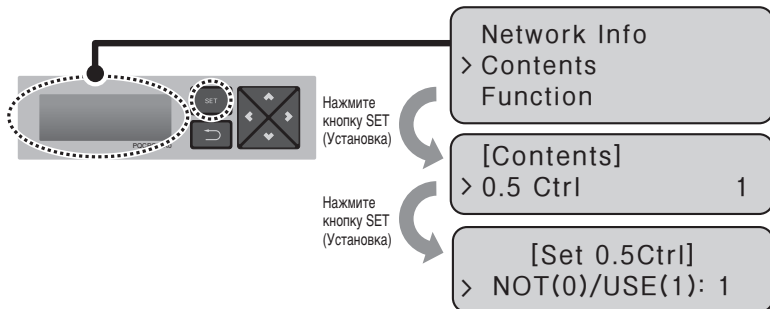 Network Info
> Contents
Function
SET
Нажмите
кнопку SET
(Установка)
[Contents]
> 0.5 Ctrl 1
Нажмите
кнопку SET
(Установка)
[Set 0.5Ctrl]
> NOT(0)/USE(1): 1